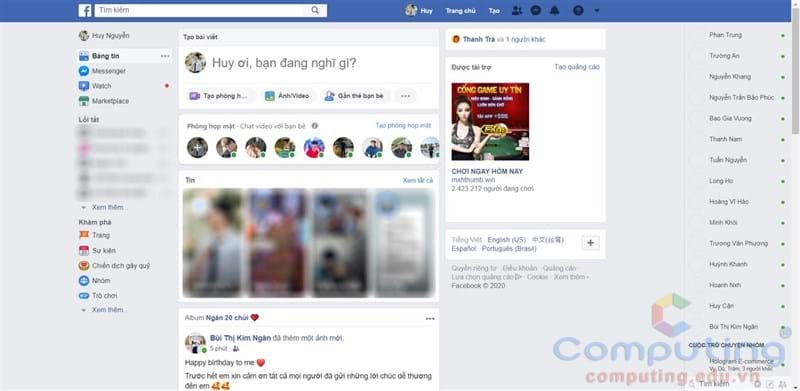 Tìm kiếm
Huy
Trang chủ
Tạo
Huy Nguyễn
Bảng tin
Messenger
Watch
Marketplace
Lối tắt
Xem thêm...
Khám phá
Trang
Sự kiện
Chiến dịch gây quỹ
Nhóm
Trò chơi
Xem thêm...
Tạo bài viết
Huy ơi, bạn đang nghĩ gì?
Tạo phòng h...
Ảnh/Video
Gắn thẻ bạn bè
Phòng họp mặt · Chat video với bạn bè
Tạo phòng họp mặt
Tin
Xem tất cả
Album Ngân 20 chùi
Bùi Thị Kim Ngân đã thêm một ảnh mới.
5 phút ·
Happy birthday to me ❤️
Trước hết em xin cảm ơn tất cả mọi người đã gửi những lời chúc dễ thương
đến em 🥰🥰
Thanh Trà và 1 người khác
Được tài trợ
Tạo quảng cáo
CỔNG GAME UY TÍN
CHƠI NGAY HÔM NAY
mxhthumb.win
2.423.212 người đang chơi
Tiếng Việt · English (US) · 中文(台灣) ·
Español · Português (Brasil)
Quyền riêng tư · Điều khoản · Quảng cáo ·
Lựa chọn quảng cáo · Cookie · Xem thêm
Facebook © 2020
Phan Trung
Trường An
Nguyễn Khang
Nguyễn Trần Bảo Phúc
Bao Gia Vuong
Thanh Nam
Tuấn Nguyễn
Long Ho
Hoàng Vĩ Hào
Minh Khôi
Trương Văn Phương
Huỳnh Khanh
Hoanh Nxh
Huy Cận
Bùi Thị Kim Ngân
CUỘC TRÒ CHUYỆN NHÓM
Hologram E-commerce
Vy, Dũ, Trâm, 3 người khác
Tìm kiếm
Computing
computing.edu.vn